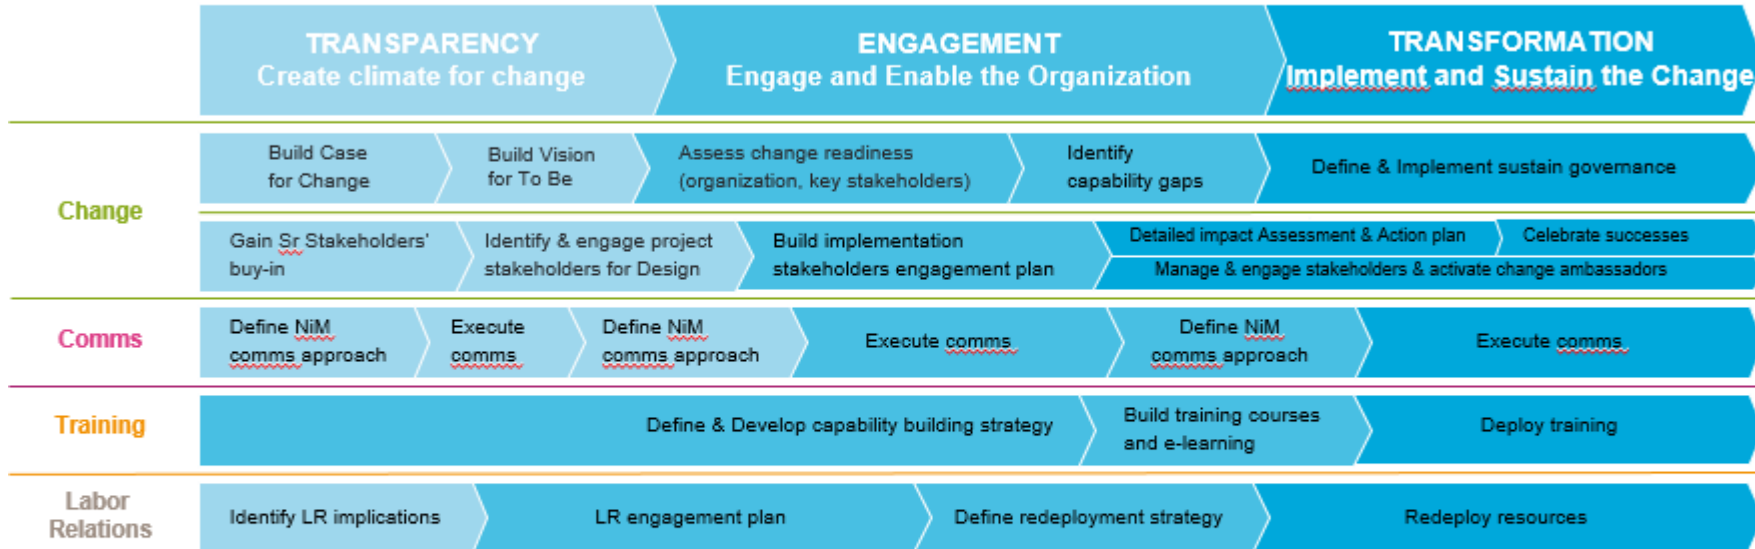 TRANSPARENCY
Create climate for change
ENGAGEMENT
Engage and Enable the Organization
TRANSFORMATION
Implement and Sustain the Change
Change
Build Case
for Change
Build Vision
for To Be
Assess change readiness
(organization, key stakeholders)
Identify
capability gaps
Define & Implement sustain governance
Gain Sr Stakeholders'
buy-in
Identify & engage project
stakeholders for Design
Build implementation
stakeholders engagement plan
Detailed impact Assessment & Action plan
Celebrate successes
Manage & engage stakeholders & activate change ambassadors
Comms
Define NiM
comms approach
Execute
comms
Define NiM
comms approach
Execute comms
Define NiM
comms approach
Execute comms
Training
Define & Develop capability building strategy
Build training courses
and e-learning
Deploy training
Labor
Relations
Identify LR implications
LR engagement plan
Define redeployment strategy
Redeploy resources